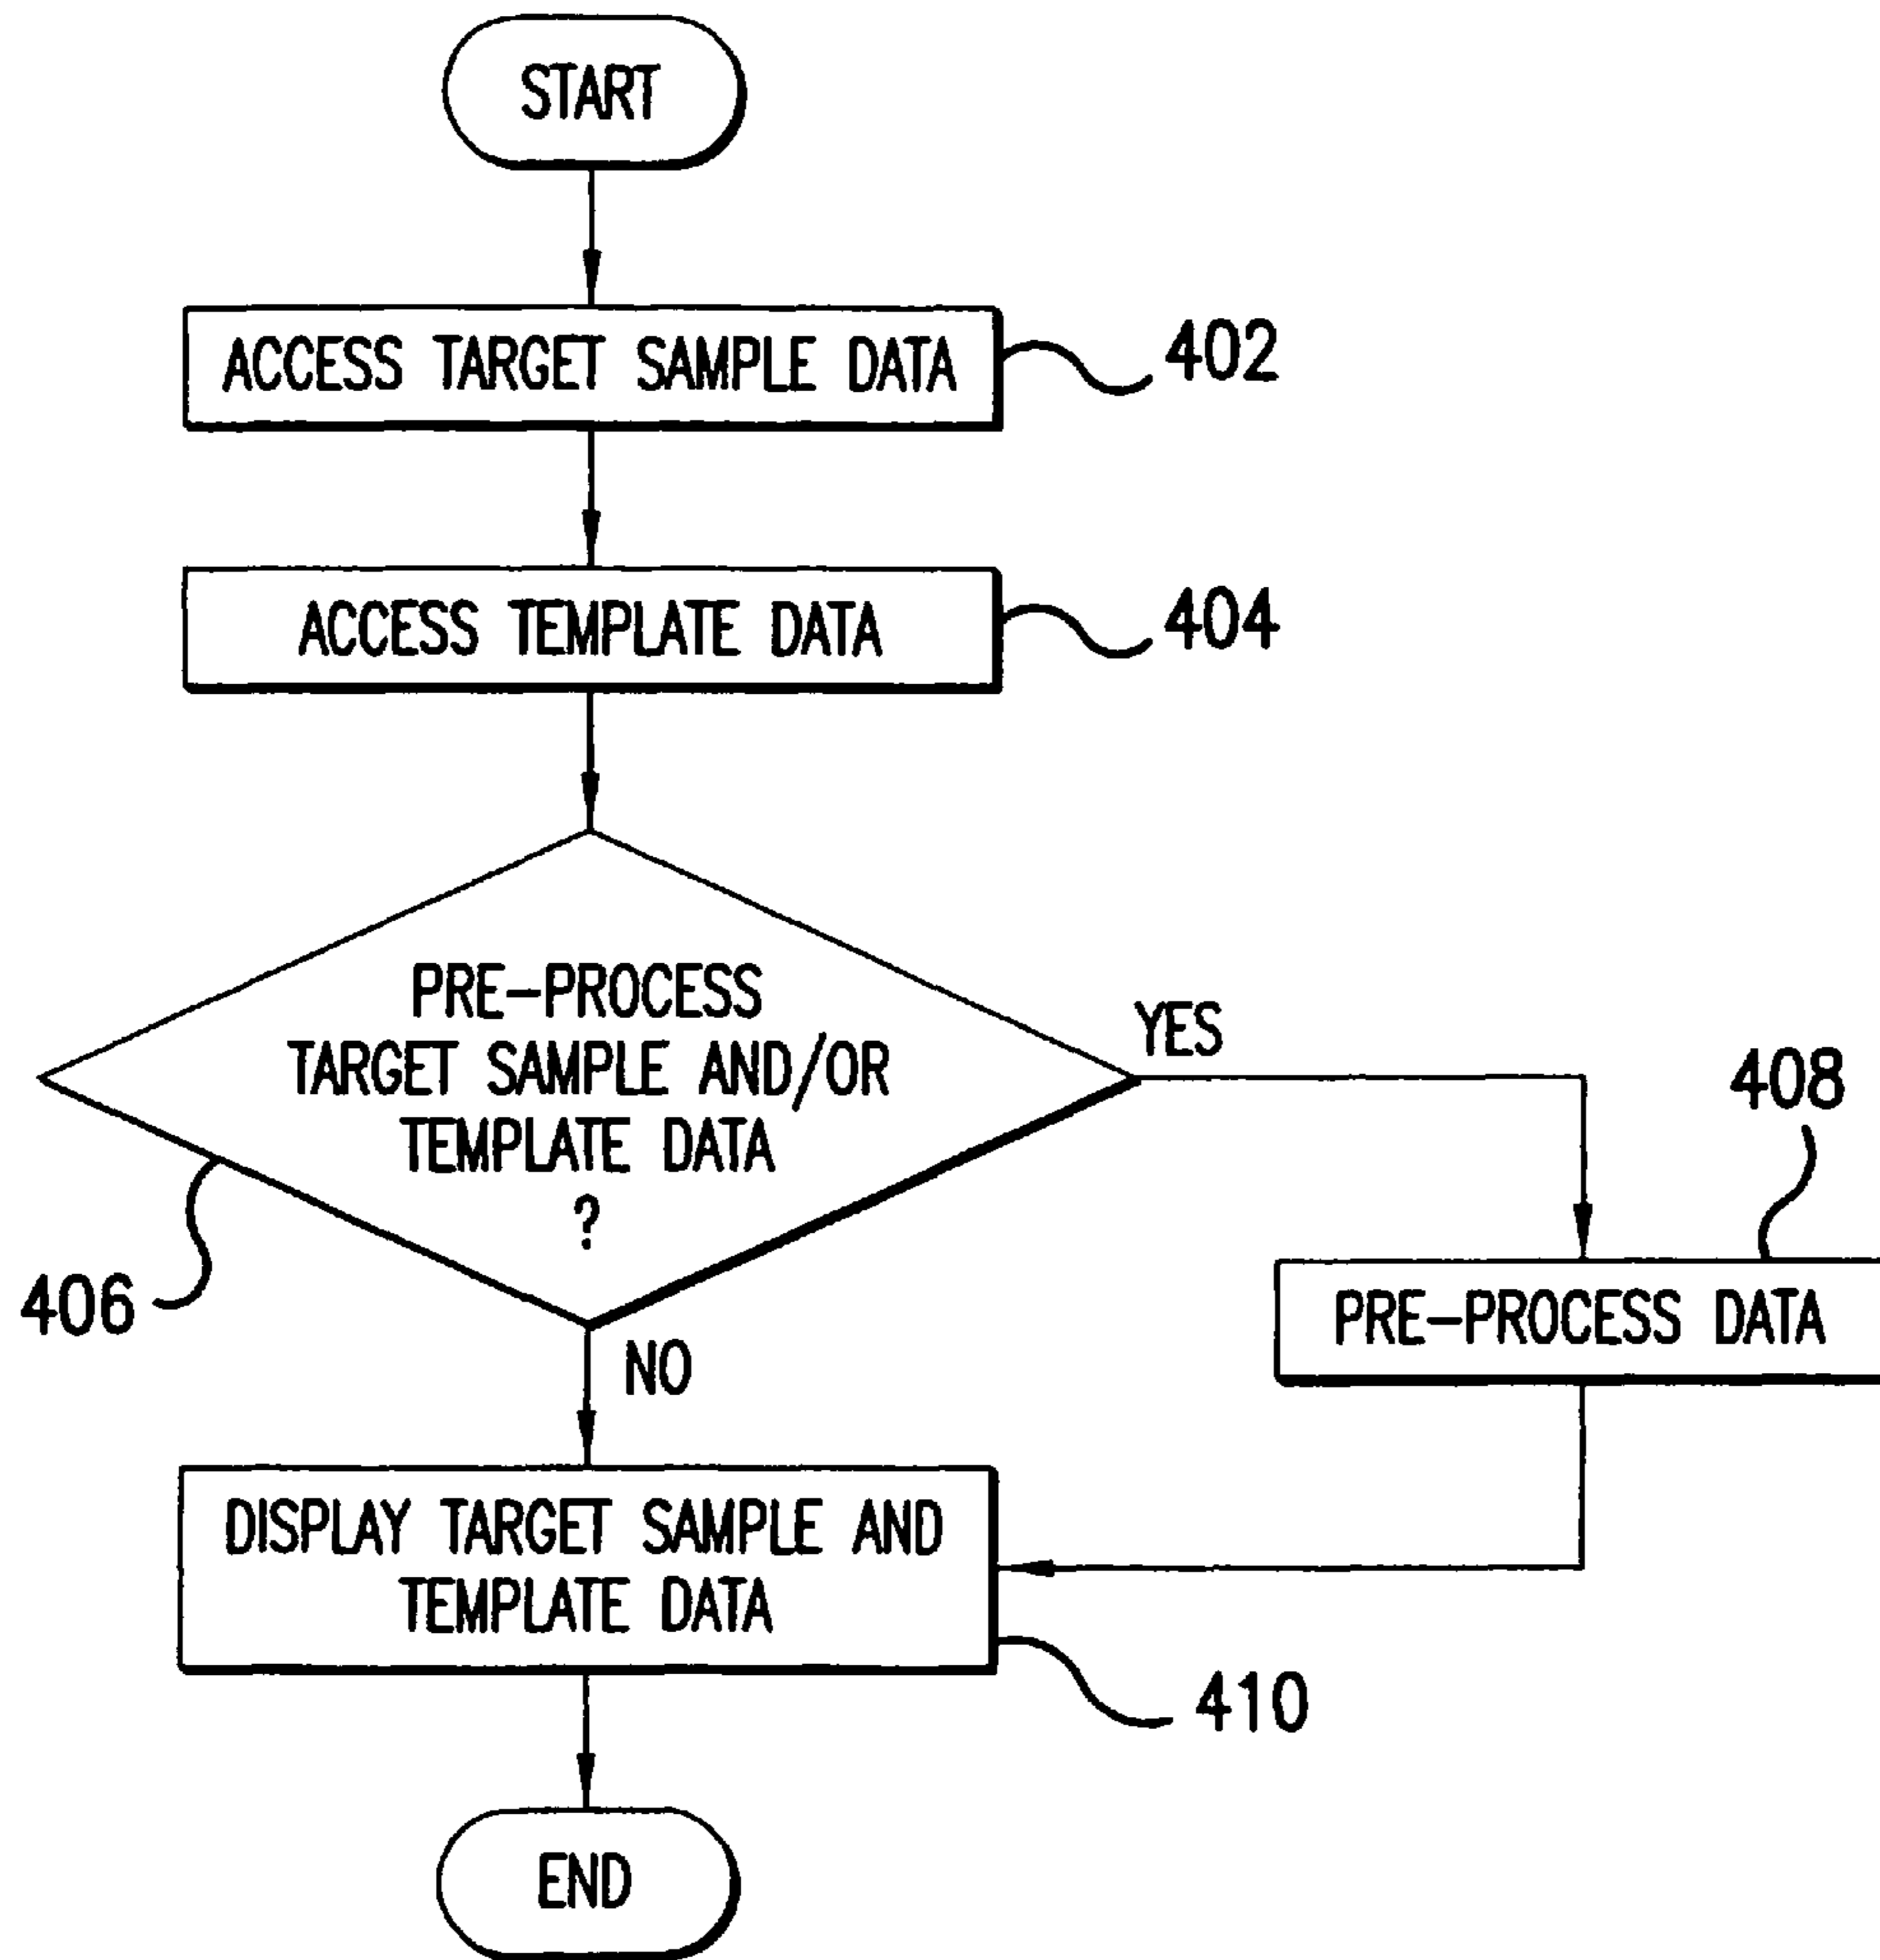 START
ACCESS TARGET SAMPLE DATA
402
ACCESS TEMPLATE DATA
404
PRE-PROCESS
TARGET SAMPLE AND/OR
TEMPLATE DATA
?
YES
408
406
PRE-PROCESS DATA
NO
DISPLAY TARGET SAMPLE AND
TEMPLATE DATA
410
END